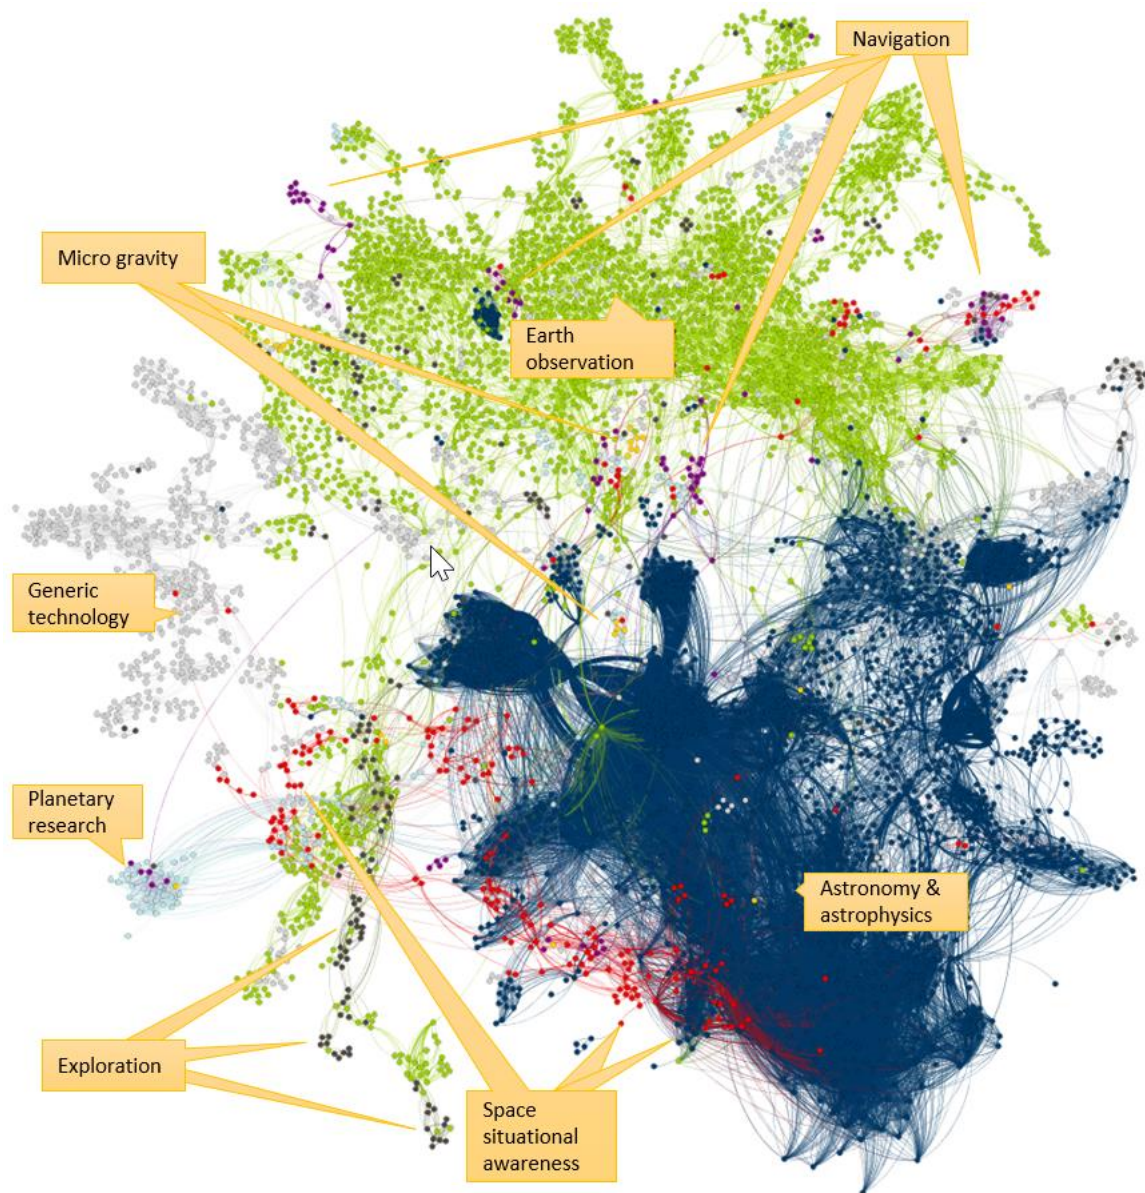 Navigation
Micro gravity
Earth
observation
Generic
technology
Planetary
research
Astronomy &
astrophysics
Exploration
Space
situational
awareness